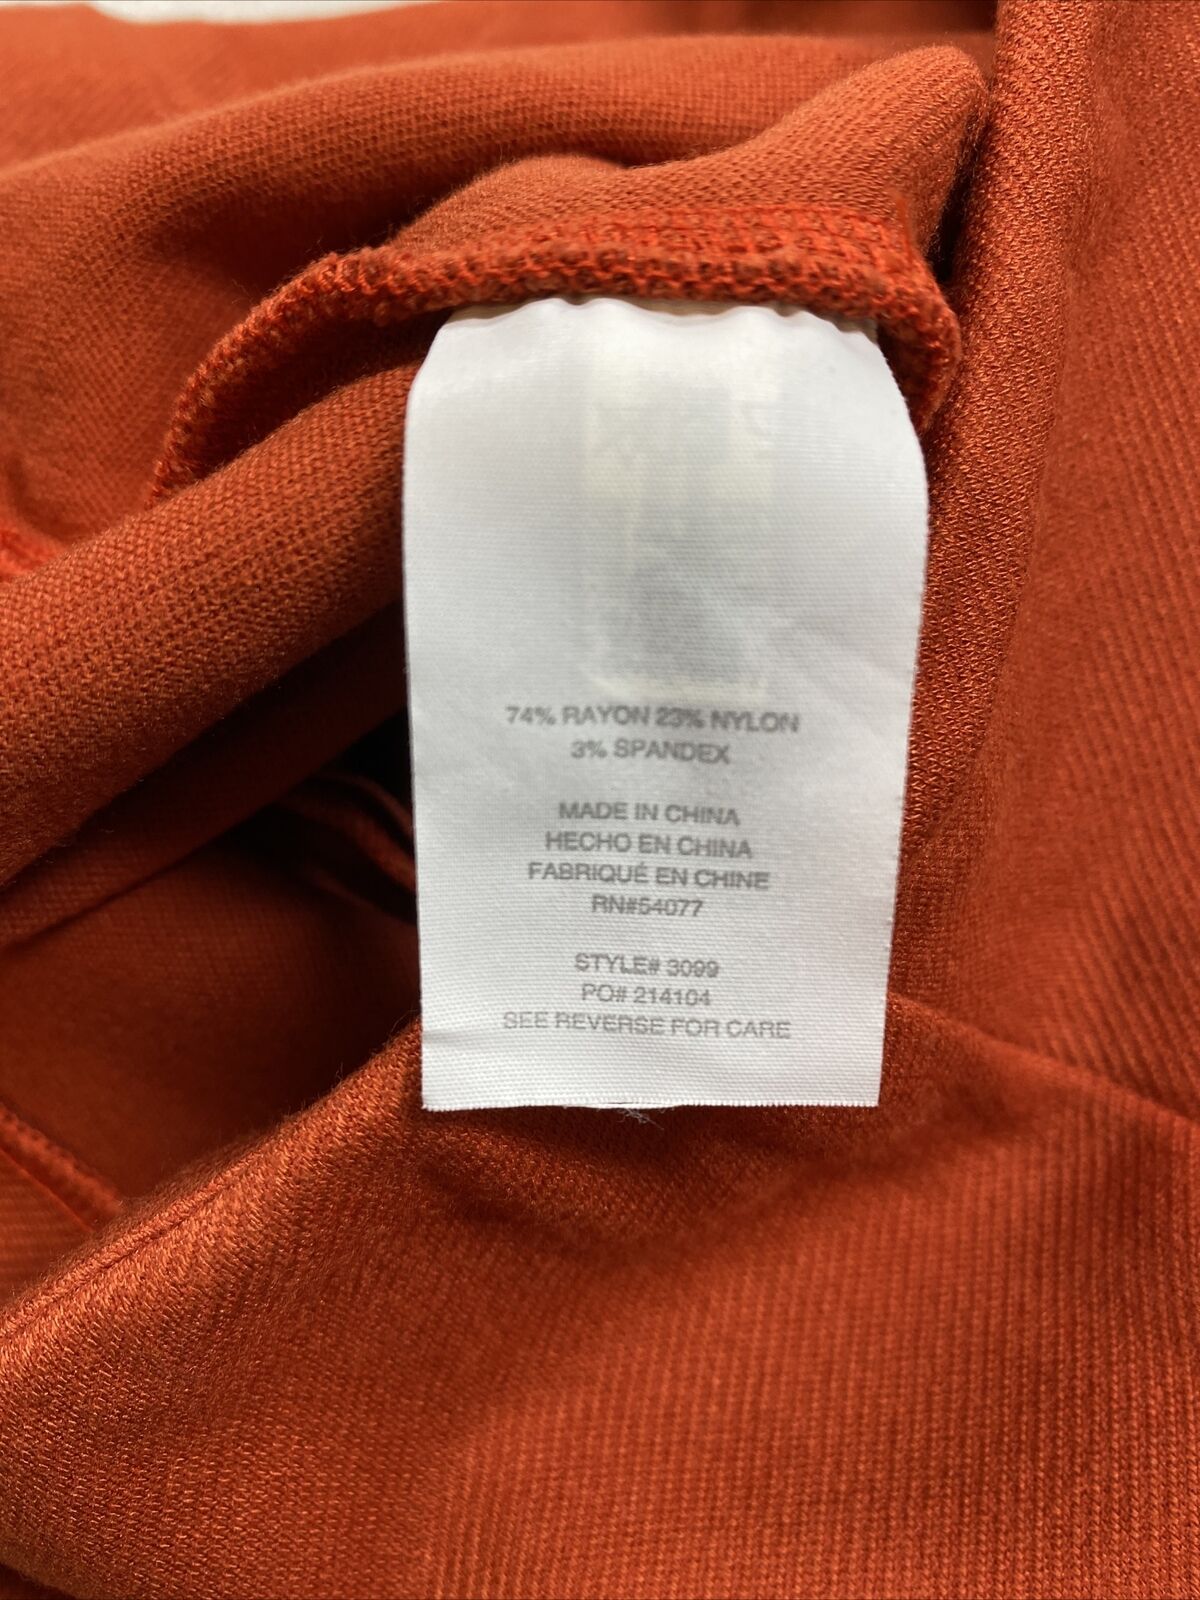 74% RAYON 23% NYLON
3% SPANDEX
MADE IN CHINA
HECHO EN CHINA
FABRIQUÉ EN CHINE
RN#54077
STYLE# 3099
PO# 214104
SEE REVERSE FOR CARE